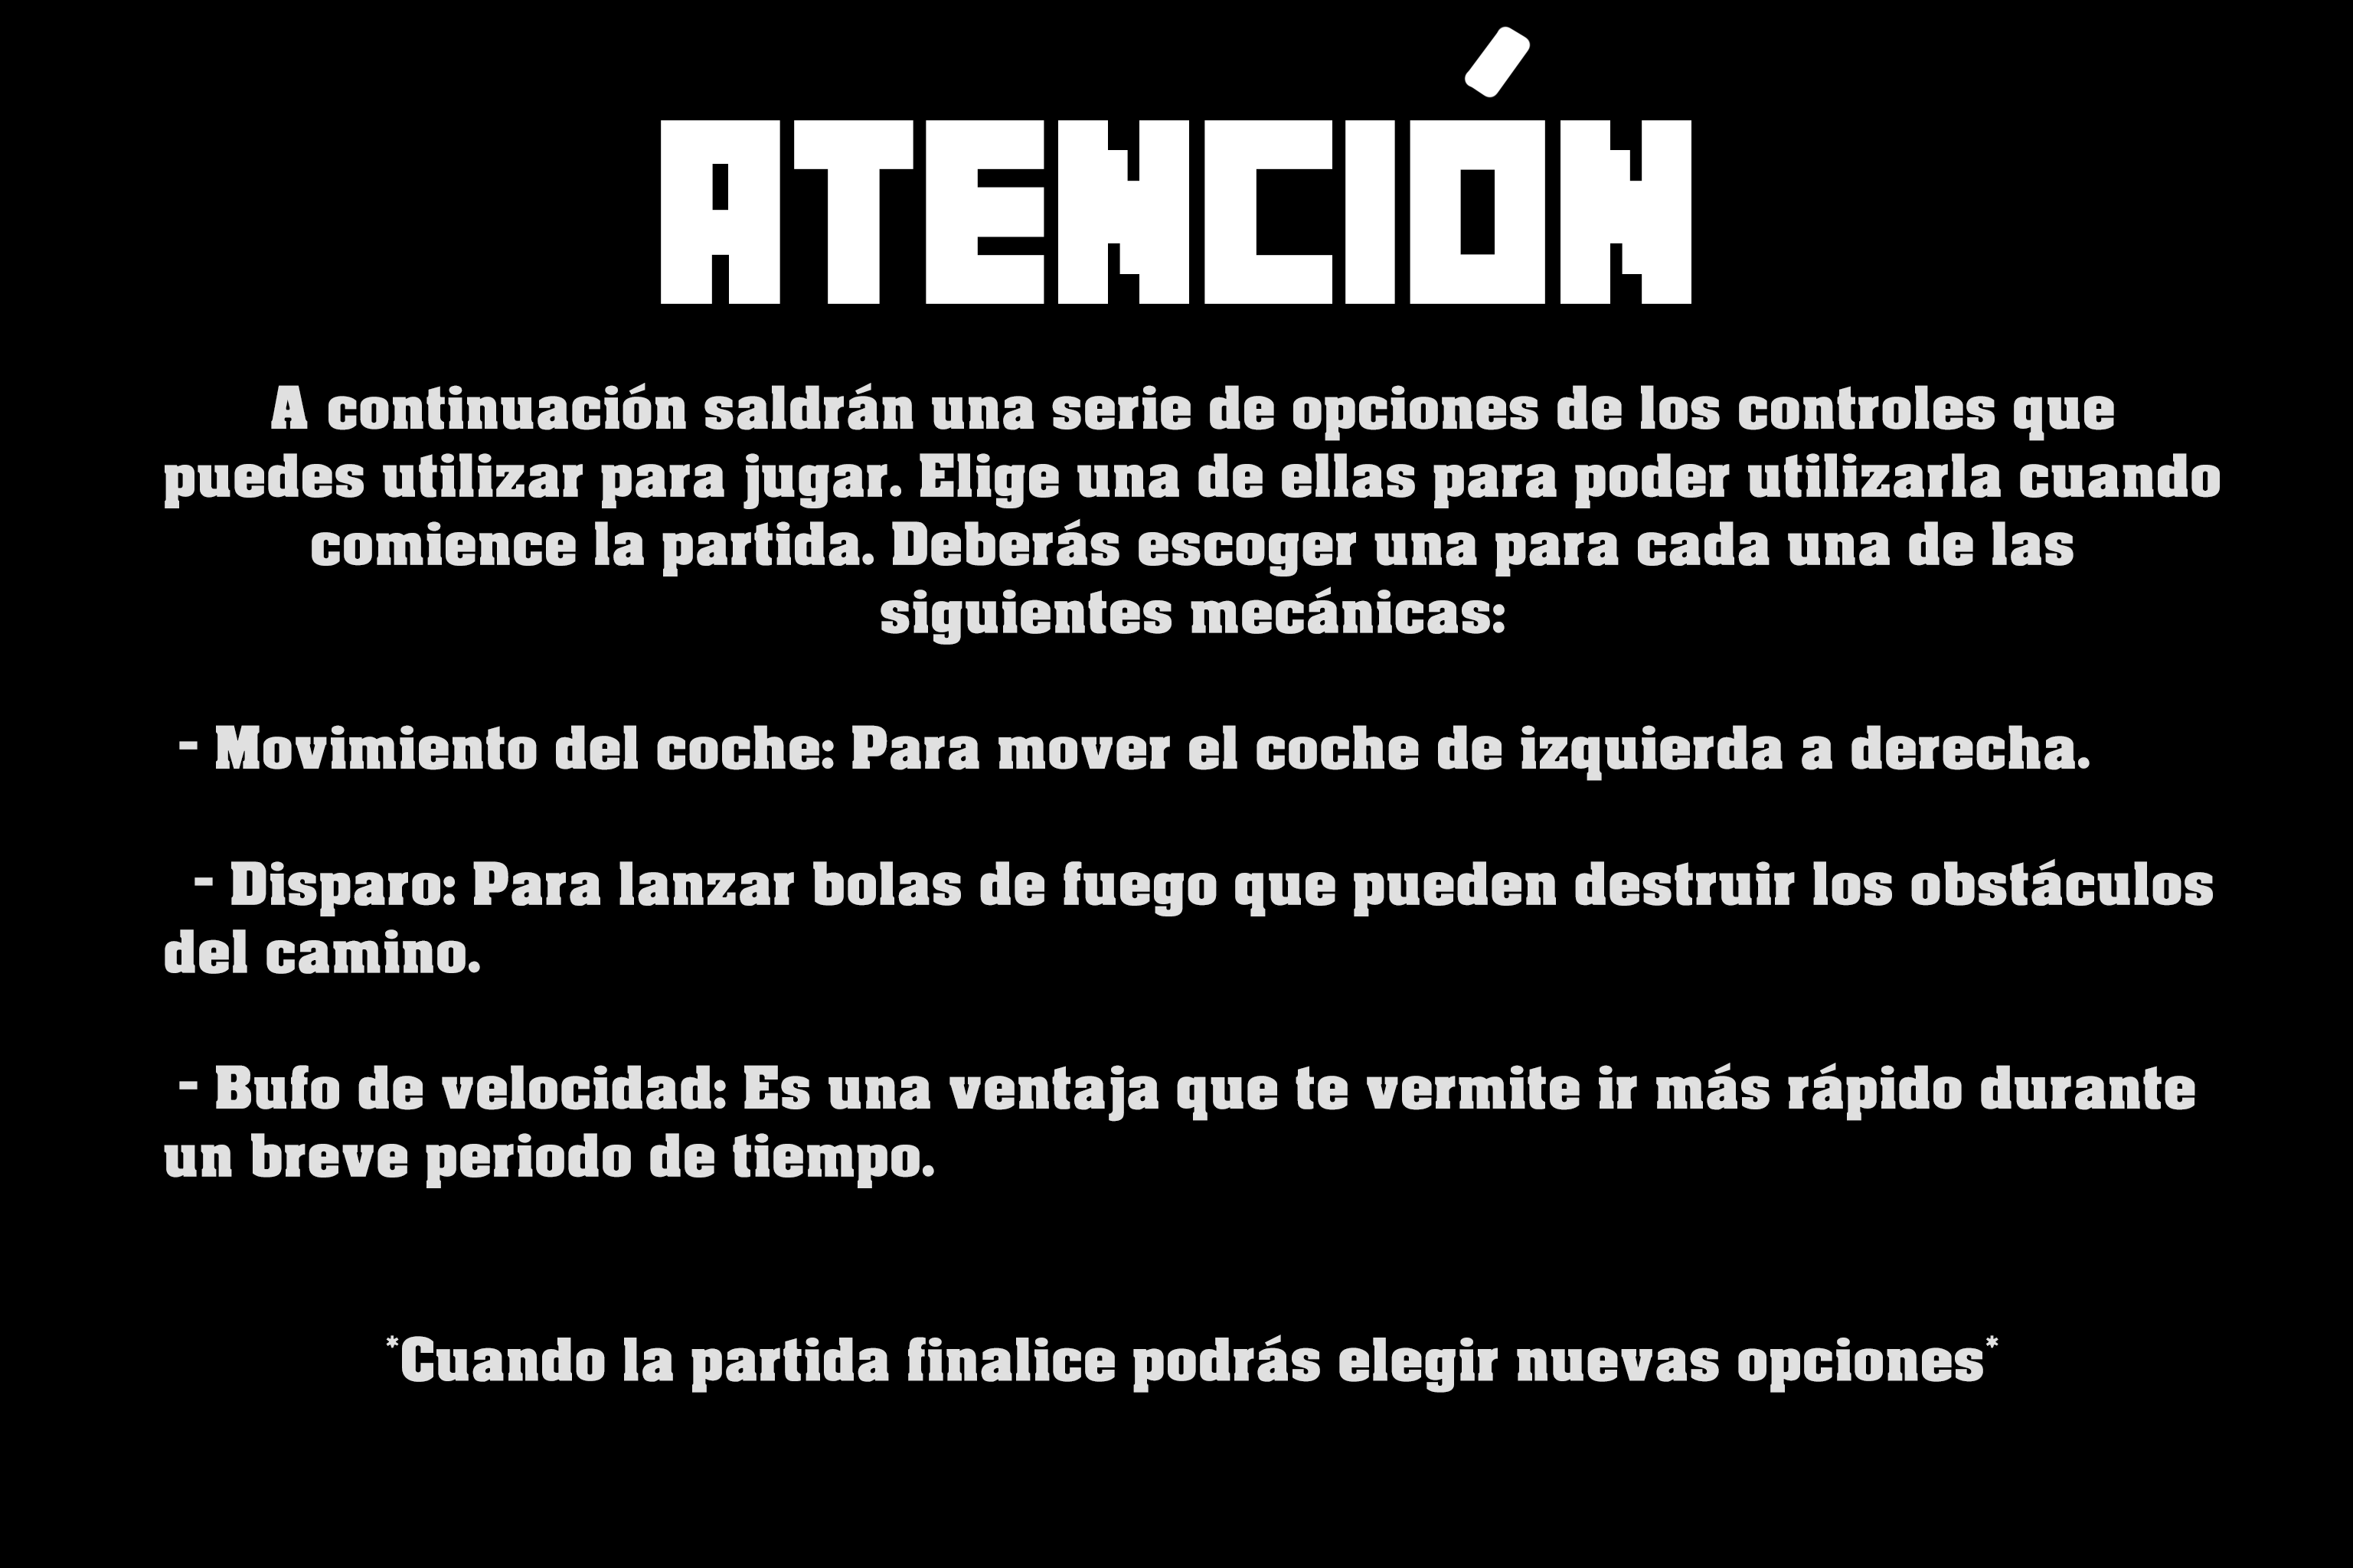 ATENCIÓN
A continuación saldrán una serie de opciones de los controles que
puedes utilizar para jugar. Elige una de ellas para poder utilizarla cuando
comience la partida. Deberás escoger una para cada una de las
siguientes mecánicas:
- Movimiento del coche: Para mover el coche de izquierda a derecha.
- Disparo: Para lanzar bolas de fuego que pueden destruir los obstáculos
del camino.
- Bufo de velocidad: Es una ventaja que te vermite ir más rápido durante
un breve periodo de tiempo.
*Cuando la partida finalice podrás elegir nuevas opciones*